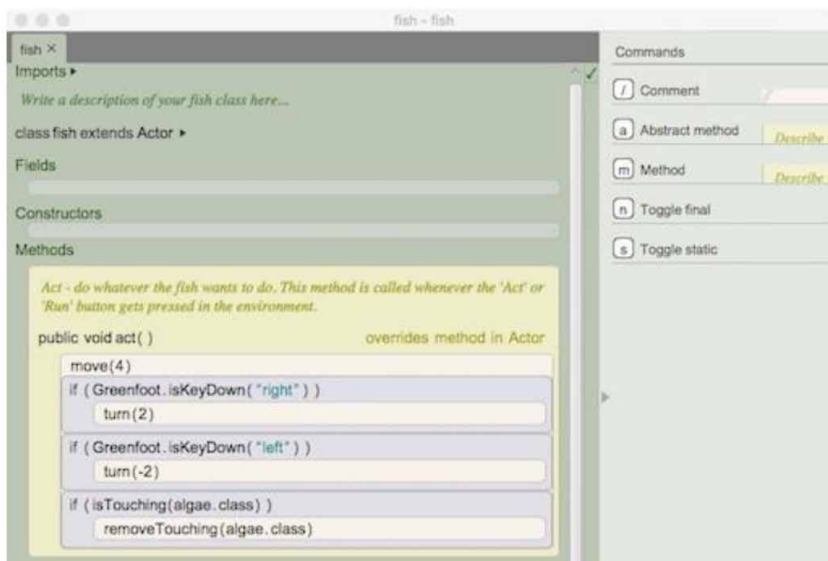 fish - fish
fish ×
Imports ▸
Write a description of your fish class here...
class fish extends Actor ▸
Fields
Constructors
Methods
Act - do whatever the fish wants to do. This method is called whenever the 'Act' or
'Run' button gets pressed in the environment.
public void act( )
overrides method in Actor
move(4)
if ( Greenfoot.isKeyDown( "right" ) )
turn(2)
if ( Greenfoot.isKeyDown( "left" ) )
turn(-2)
if ( isTouching(algae.class) )
removeTouching(algae.class)
Commands
/ Comment
a Abstract method
Describe
m Method
Describe
n Toggle final
s Toggle static